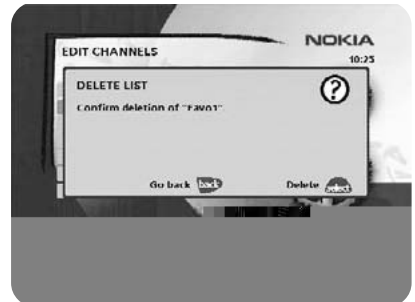 NOKIA
EDIT CHANNELS
10:25
DELETE LIST
?
Confirm deletion of "Favo1"
Go back back
Delete select